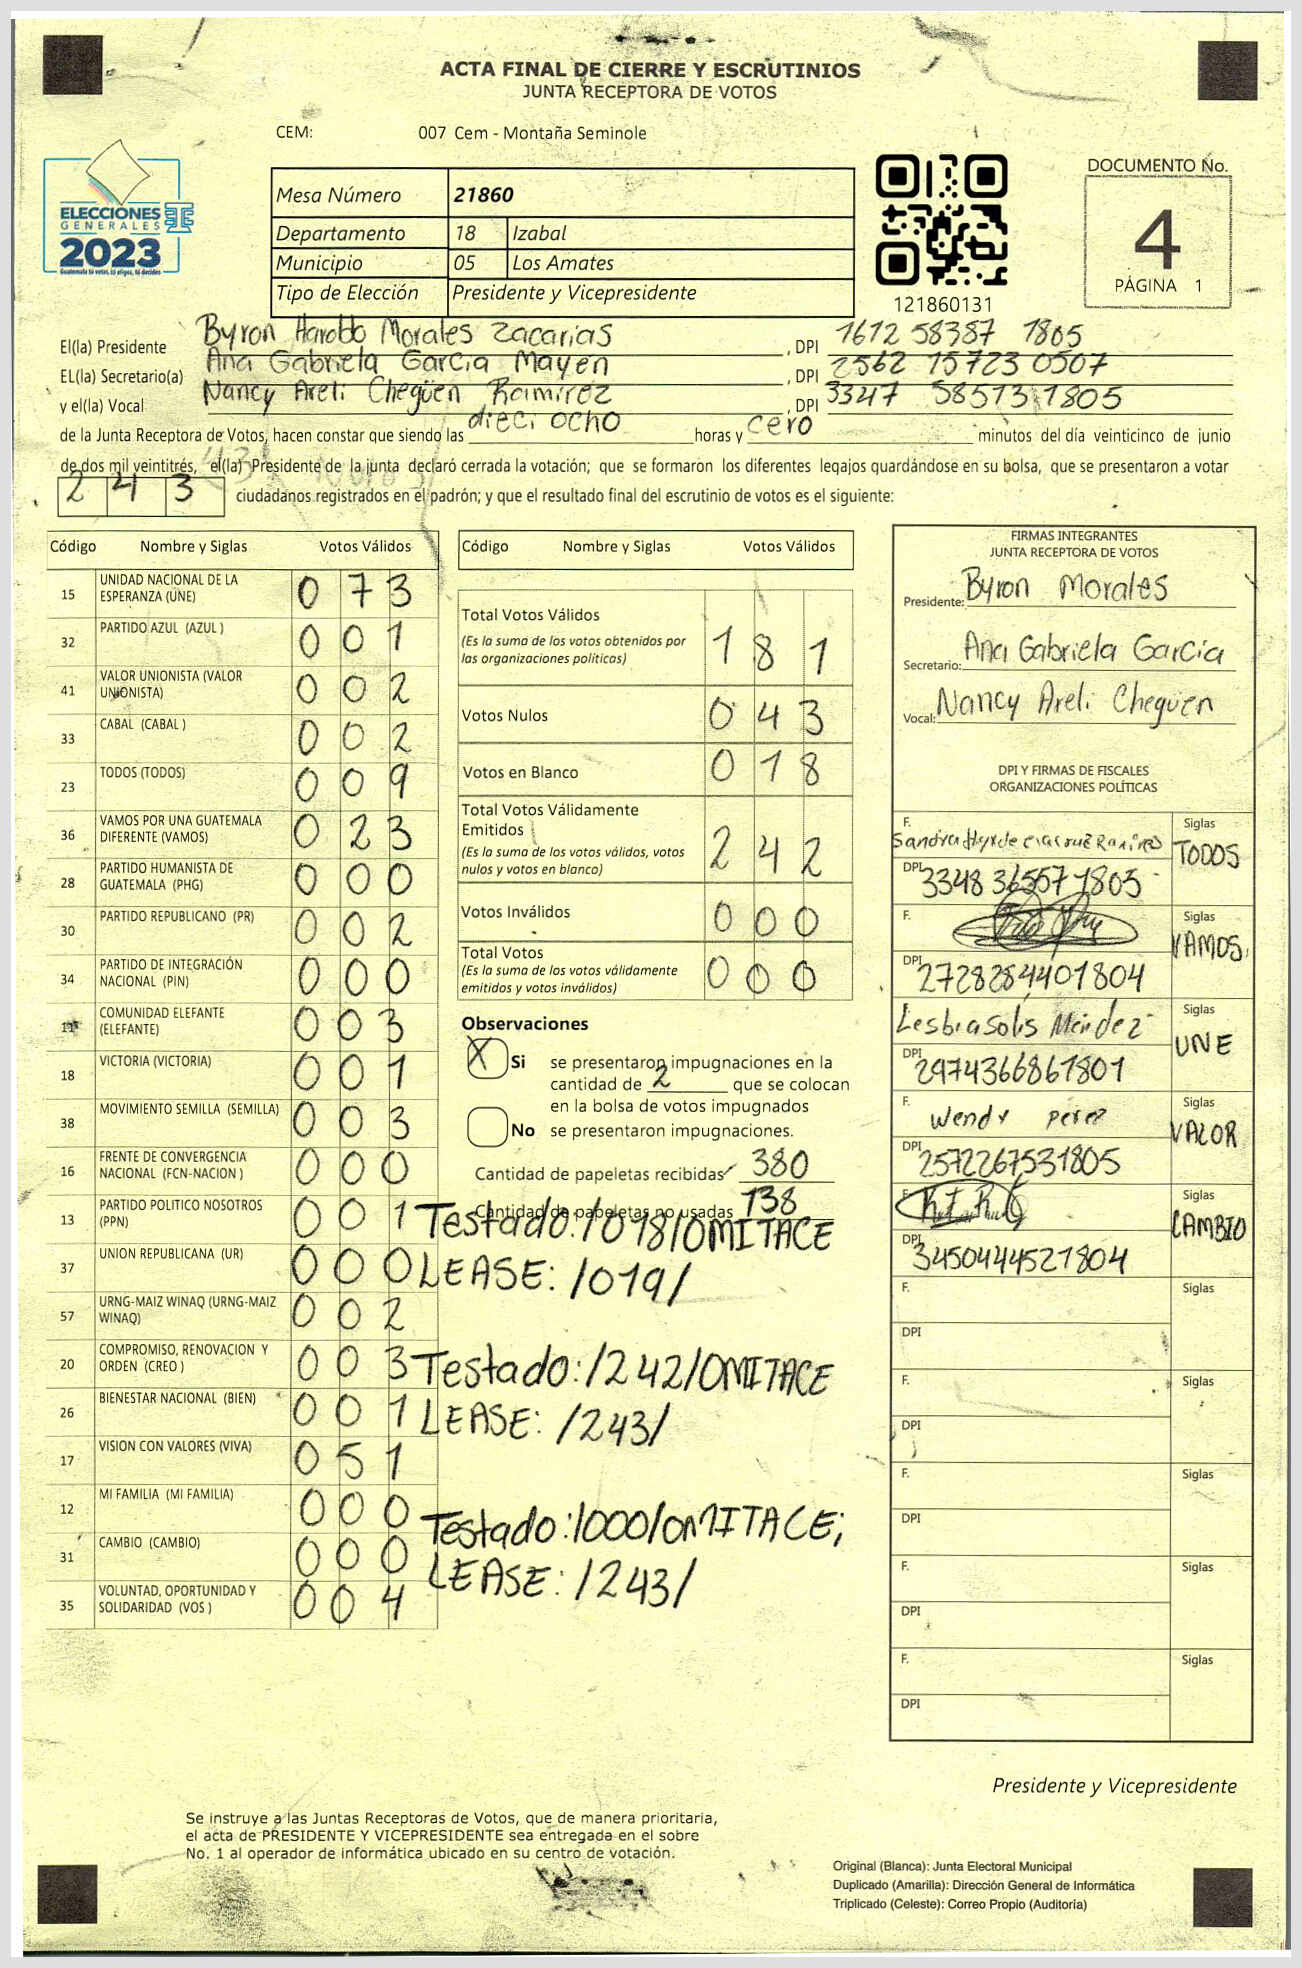 ACTA FINAL DE CIERRE Y ESCRUTINIOS
JUNTA RECEPTORA DE VOTOS
CEM: 007 Cem - Montaña Seminole
ELECCIONES
GENERALES
2023
Guatemala tú votas, tú eliges, tú decides
Mesa Número 21860
Departamento 18 Izabal
Municipio 05 Los Amates
Tipo de Elección Presidente y Vicepresidente
121860131
DOCUMENTO No.
4
PÁGINA 1
El(la) Presidente Byron Haroldo Morales Zacarias, DPI 1612 58387 1805
EL(la) Secretario(a) Ana Gabriela Garcia Mayen, DPI 2562 15723 0507
y el(la) Vocal Nancy Areli Chegüen Ramirez, DPI 3347 58513 1805
de la Junta Receptora de Votos, hacen constar que siendo las dieci ocho horas y cero minutos del día veinticinco de junio
de dos mil veintitrés, el(la) Presidente de la junta declaró cerrada la votación; que se formaron los diferentes legajos guardándose en su bolsa, que se presentaron a votar
2 4 3 ciudadanos registrados en el padrón; y que el resultado final del escrutinio de votos es el siguiente:
Código Nombre y Siglas Votos Válidos
15 UNIDAD NACIONAL DE LA ESPERANZA (UNE) 0 7 3
32 PARTIDO AZUL (AZUL ) 0 0 1
41 VALOR UNIONISTA (VALOR UNIONISTA) 0 0 2
33 CABAL (CABAL ) 0 0 2
23 TODOS (TODOS) 0 0 9
36 VAMOS POR UNA GUATEMALA DIFERENTE (VAMOS) 0 2 3
28 PARTIDO HUMANISTA DE GUATEMALA (PHG) 0 0 0
30 PARTIDO REPUBLICANO (PR) 0 0 2
34 PARTIDO DE INTEGRACIÓN NACIONAL (PIN) 0 0 0
11 COMUNIDAD ELEFANTE (ELEFANTE) 0 0 3
18 VICTORIA (VICTORIA) 0 0 1
38 MOVIMIENTO SEMILLA (SEMILLA) 0 0 3
16 FRENTE DE CONVERGENCIA NACIONAL (FCN-NACION ) 0 0 0
13 PARTIDO POLITICO NOSOTROS (PPN) 0 0 1
37 UNION REPUBLICANA (UR) 0 0 0
57 URNG-MAIZ WINAQ (URNG-MAIZ WINAQ) 0 0 2
20 COMPROMISO, RENOVACION Y ORDEN (CREO ) 0 0 3
26 BIENESTAR NACIONAL (BIEN) 0 0 1
17 VISION CON VALORES (VIVA) 0 5 1
12 MI FAMILIA (MI FAMILIA) 0 0 0
31 CAMBIO (CAMBIO) 0 0 0
35 VOLUNTAD, OPORTUNIDAD Y SOLIDARIDAD (VOS ) 0 0 4
Código Nombre y Siglas Votos Válidos
Total Votos Válidos
(Es la suma de los votos obtenidos por
las organizaciones políticas) 1 8 1
Votos Nulos 0 4 3
Votos en Blanco 0 1 8
Total Votos Válidamente
Emitidos
(Es la suma de los votos válidos, votos
nulos y votos en blanco) 2 4 2
Votos Inválidos 0 0 0
Total Votos
(Es la suma de los votos válidamente
emitidos y votos inválidos) 0 0 0
Observaciones
X Si se presentaron impugnaciones en la
cantidad de 2 que se colocan
en la bolsa de votos impugnados
No se presentaron impugnaciones.
Cantidad de papeletas recibidas 380
Cantidad de papeletas no usadas 138
Testado:/018/OMITACE
LEASE: /019/
Testado:/242/OMITACE
LEASE: /243/
Testado:/000/OMITACE;
LEASE: /243/
FIRMAS INTEGRANTES
JUNTA RECEPTORA DE VOTOS
Presidente: Byron Morales
Secretario: Ana Gabriela Garcia
Vocal: Nancy Areli Chegüen
DPI Y FIRMAS DE FISCALES
ORGANIZACIONES POLÍTICAS
F. Sandra
Siglas TODOS
DPI 3348 36557 1805
F.
Siglas VAMOS
DPI 2728284401804
Lesbia Solis Méndez
Siglas UNE
DPI 2974366861801
F. Wendy Perez
Siglas VALOR
DPI 2572267531805
F.
Siglas CAMBIO
DPI 3450444521804
F. Siglas
DPI
F. Siglas
DPI
F. Siglas
DPI
F. Siglas
DPI
F. Siglas
DPI
Presidente y Vicepresidente
Se instruye a las Juntas Receptoras de Votos, que de manera prioritaria,
el acta de PRESIDENTE Y VICEPRESIDENTE sea entregada en el sobre
No. 1 al operador de informática ubicado en su centro de votación.
Original (Blanca): Junta Electoral Municipal
Duplicado (Amarilla): Dirección General de Informática
Triplicado (Celeste): Correo Propio (Auditoría)